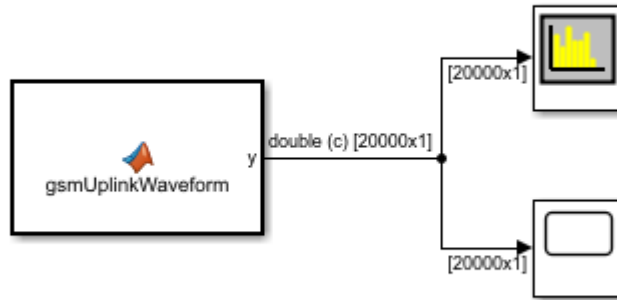 [20000x1]
double (c) [20000x1]
y
gsmUplinkWaveform
[20000x1]